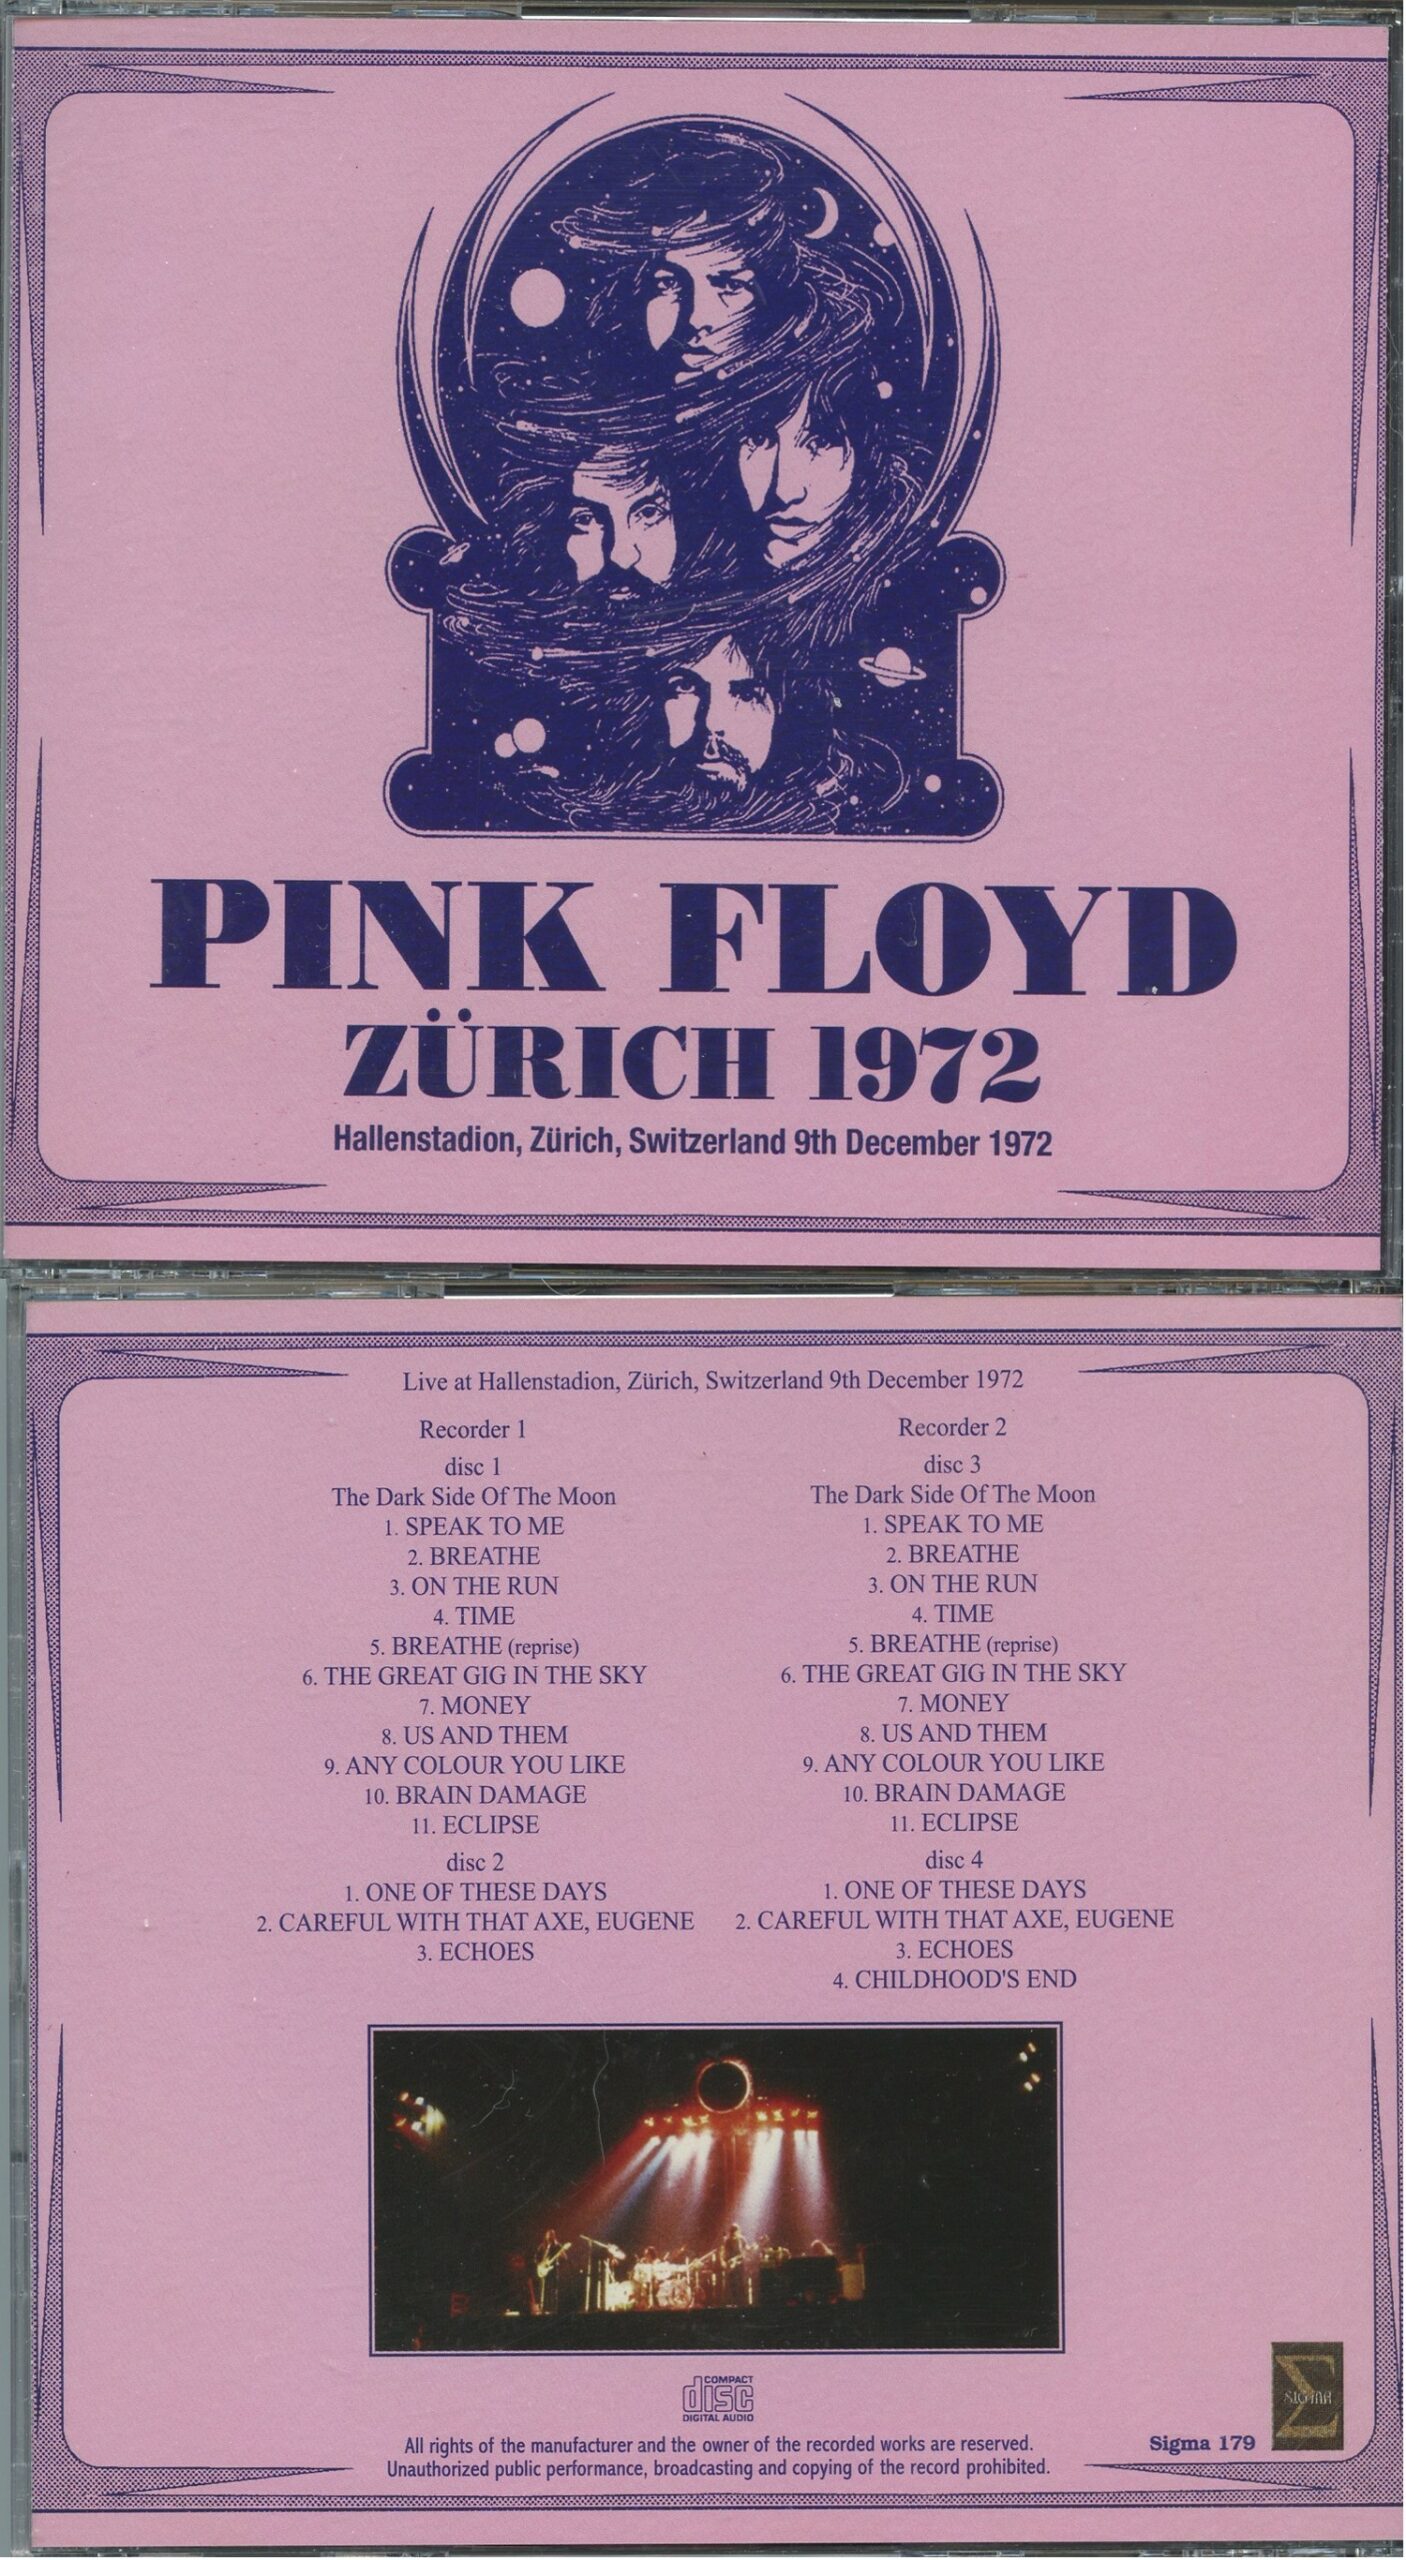 PINK FLOYD
ZÜRICH 1972
Hallenstadion, Zürich, Switzerland 9th December 1972
Live at Hallenstadion, Zürich, Switzerland 9th December 1972
Recorder 1
disc 1
The Dark Side Of The Moon
1. SPEAK TO ME
2. BREATHE
3. ON THE RUN
4. TIME
5. BREATHE (reprise)
6. THE GREAT GIG IN THE SKY
7. MONEY
8. US AND THEM
9. ANY COLOUR YOU LIKE
10. BRAIN DAMAGE
11. ECLIPSE
disc 2
1. ONE OF THESE DAYS
2. CAREFUL WITH THAT AXE, EUGENE
3. ECHOES
Recorder 2
disc 3
The Dark Side Of The Moon
1. SPEAK TO ME
2. BREATHE
3. ON THE RUN
4. TIME
5. BREATHE (reprise)
6. THE GREAT GIG IN THE SKY
7. MONEY
8. US AND THEM
9. ANY COLOUR YOU LIKE
10. BRAIN DAMAGE
11. ECLIPSE
disc 4
1. ONE OF THESE DAYS
2. CAREFUL WITH THAT AXE, EUGENE
3. ECHOES
4. CHILDHOOD'S END
COMPACT
disc
DIGITAL AUDIO
All rights of the manufacturer and the owner of the recorded works are reserved.
Unauthorized public performance, broadcasting and copying of the record prohibited.
Sigma 179
Σ
SIGMA